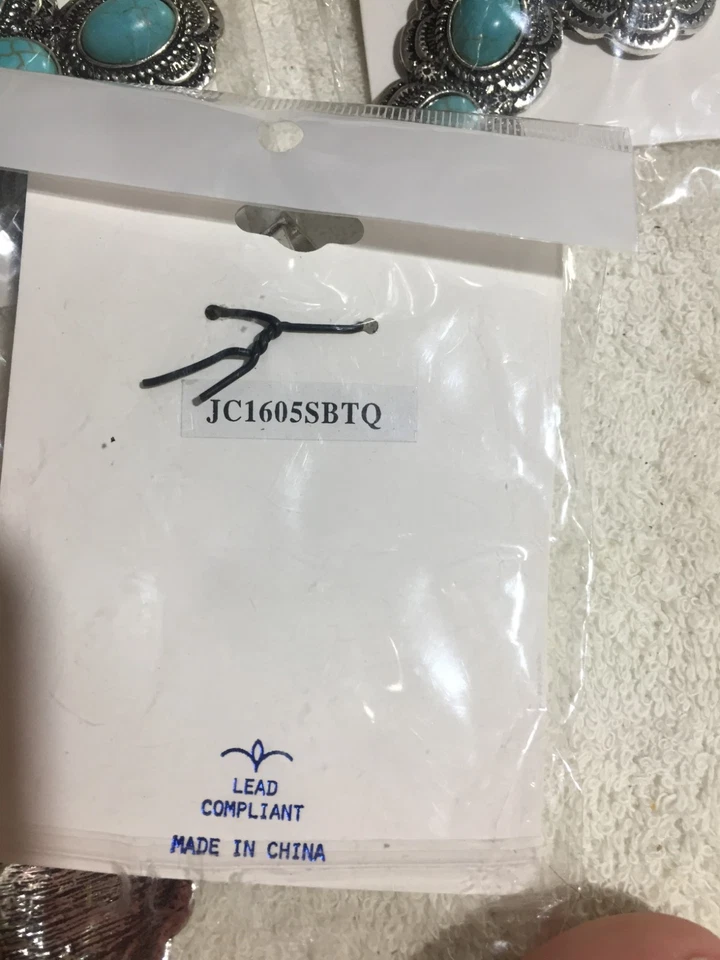 JC1605SBTQ
LEAD
COMPLIANT
MADE IN CHINA